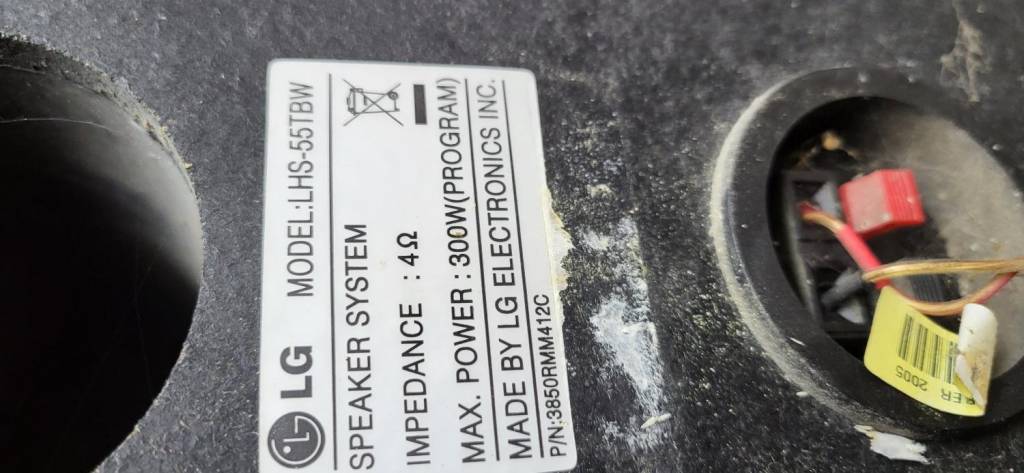 LG MODEL:LHS-55TBW
SPEAKER SYSTEM
IMPEDANCE : 4Ω
MAX. POWER : 300W(PROGRAM)
MADE BY LG ELECTRONICS INC.
P/N:3850RMM412C
2005